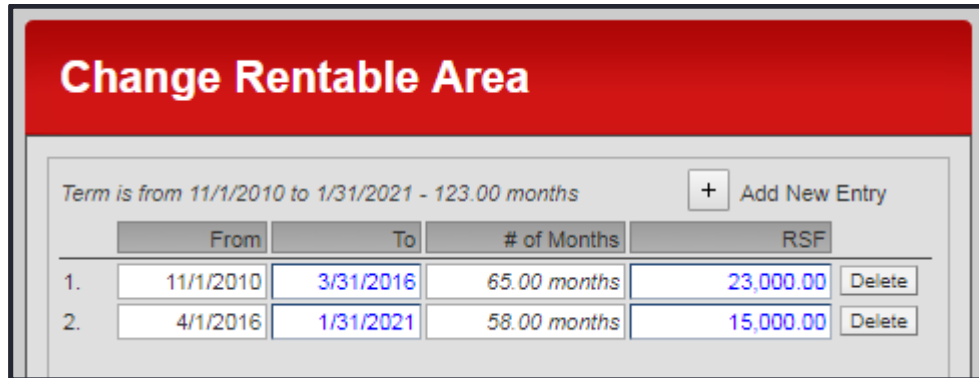 Change Rentable Area
Term is from 11/1/2010 to 1/31/2021 - 123.00 months + Add New Entry
From To # of Months RSF
1. 11/1/2010 3/31/2016 65.00 months 23,000.00 Delete
2. 4/1/2016 1/31/2021 58.00 months 15,000.00 Delete